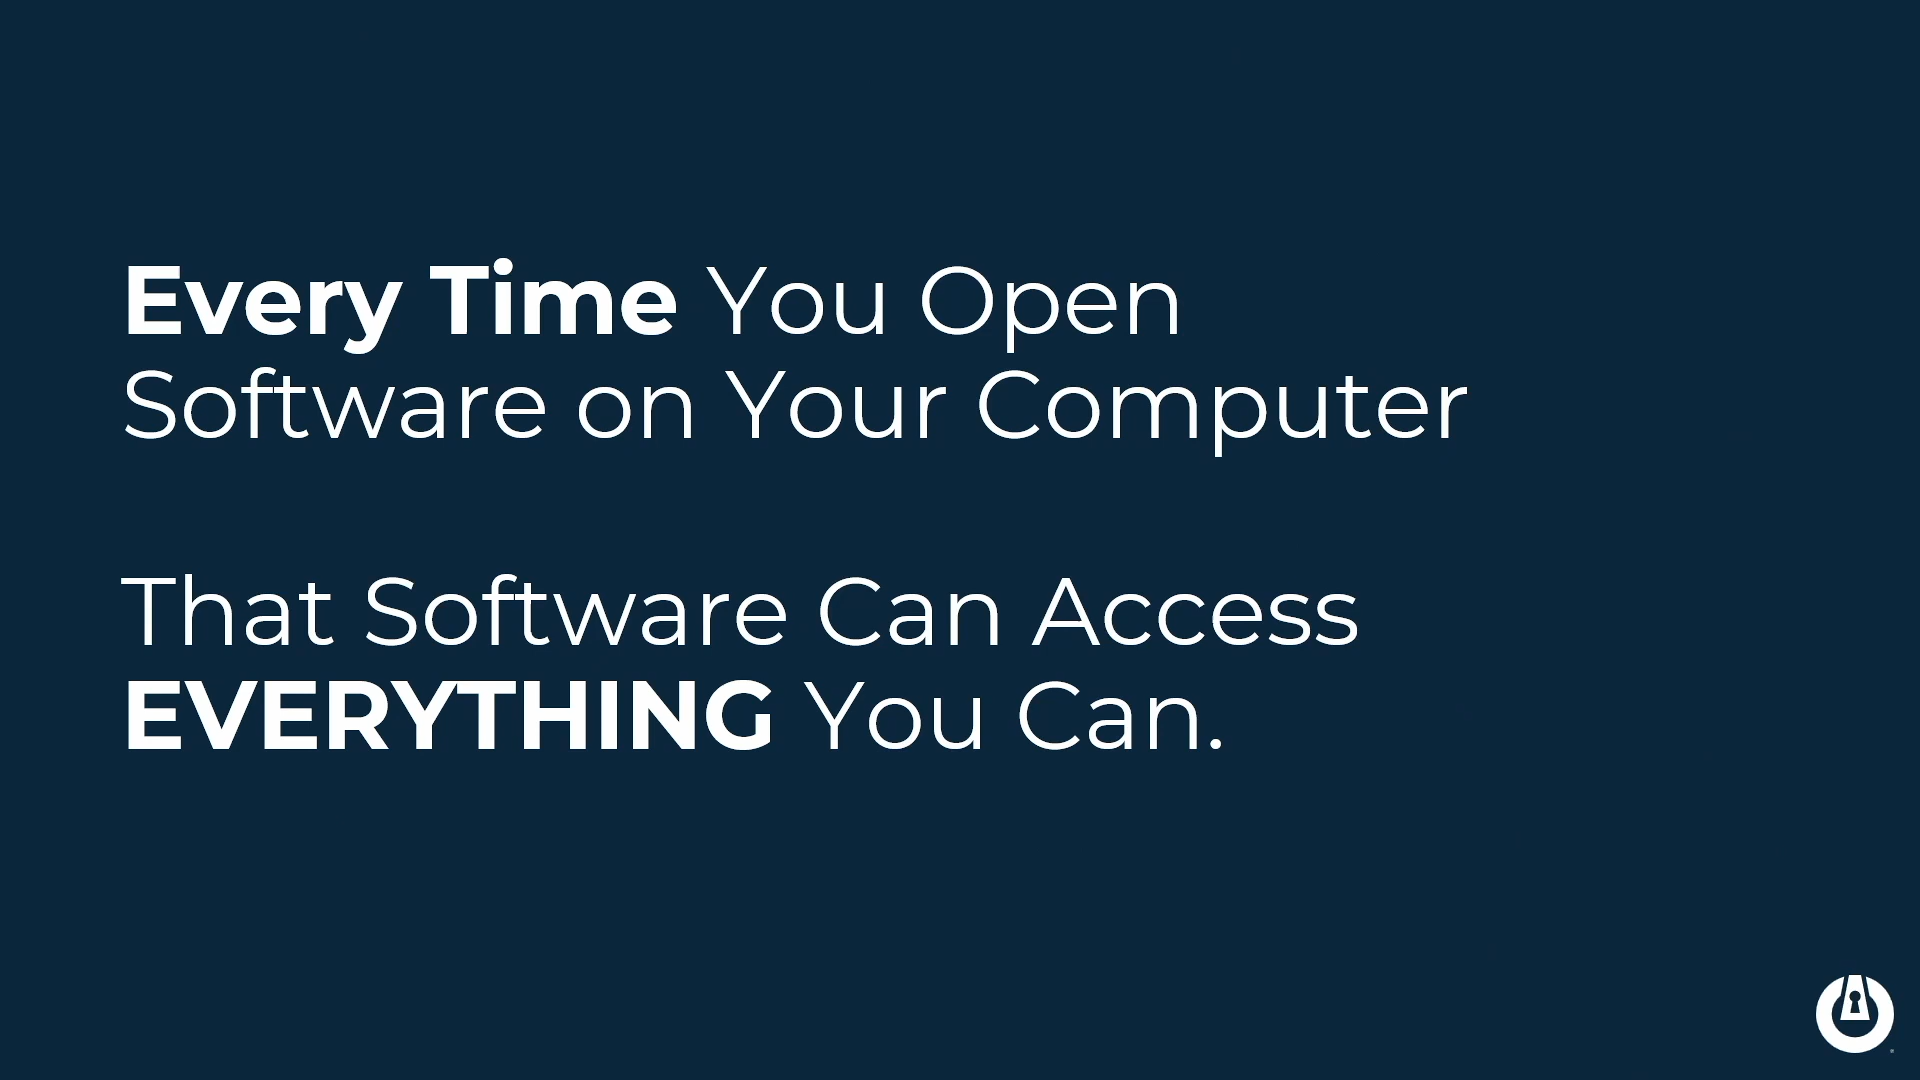 Every Time You Open
Software on Your Computer
That Software Can Access
EVERYTHING You Can.